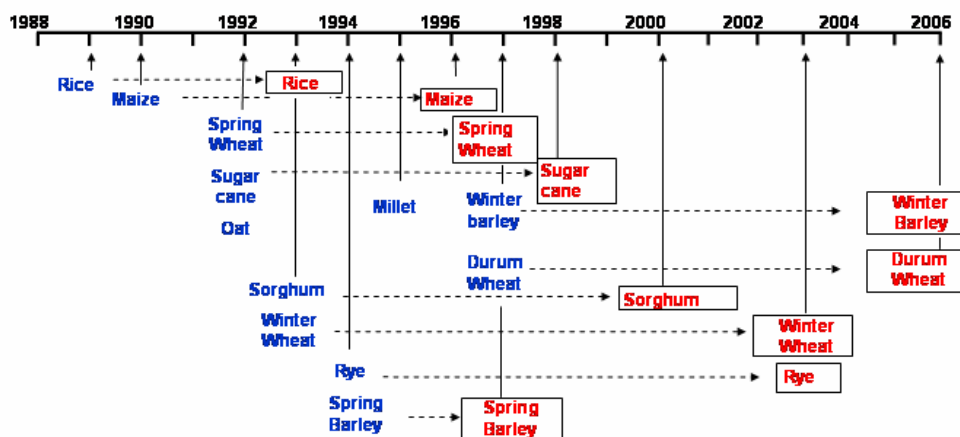 1988 1990 1992 1994 1996 1998 2000 2002 2004 2006
Rice
Rice
Maize
Maize
Spring
Wheat
Spring
Wheat
Sugar
cane
Sugar
cane
Millet
Winter
barley
Winter
Barley
Oat
Durum
Wheat
Durum
Wheat
Sorghum
Sorghum
Winter
Wheat
Winter
Wheat
Rye
Rye
Spring
Barley
Spring
Barley